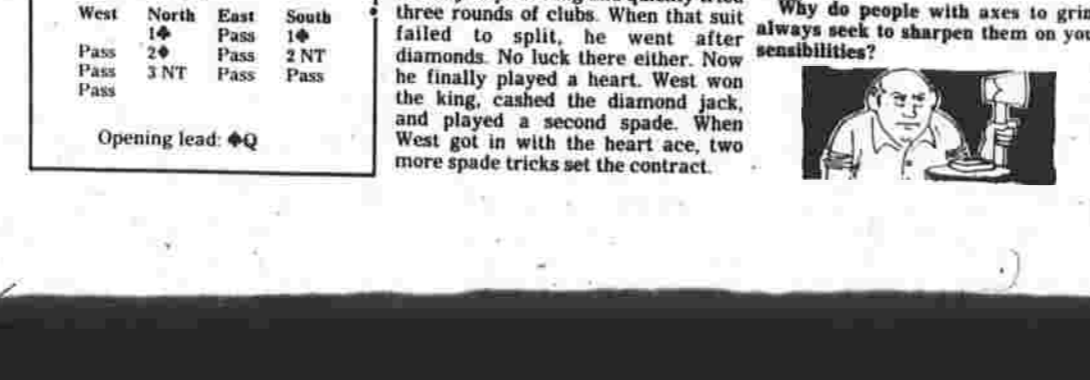 West North East South
1♣ Pass 1♠
Pass 2♦ Pass 2 NT
Pass 3 NT Pass Pass
Pass
Opening lead: ♠Q
three rounds of clubs. When that suit
failed to split, he went after
diamonds. No luck there either. Now
he finally played a heart. West won
the king, cashed the diamond jack,
and played a second spade. When
West got in with the heart ace, two
more spade tricks set the contract.
Why do people with axes to grin
always seek to sharpen them on you
sensibilities?